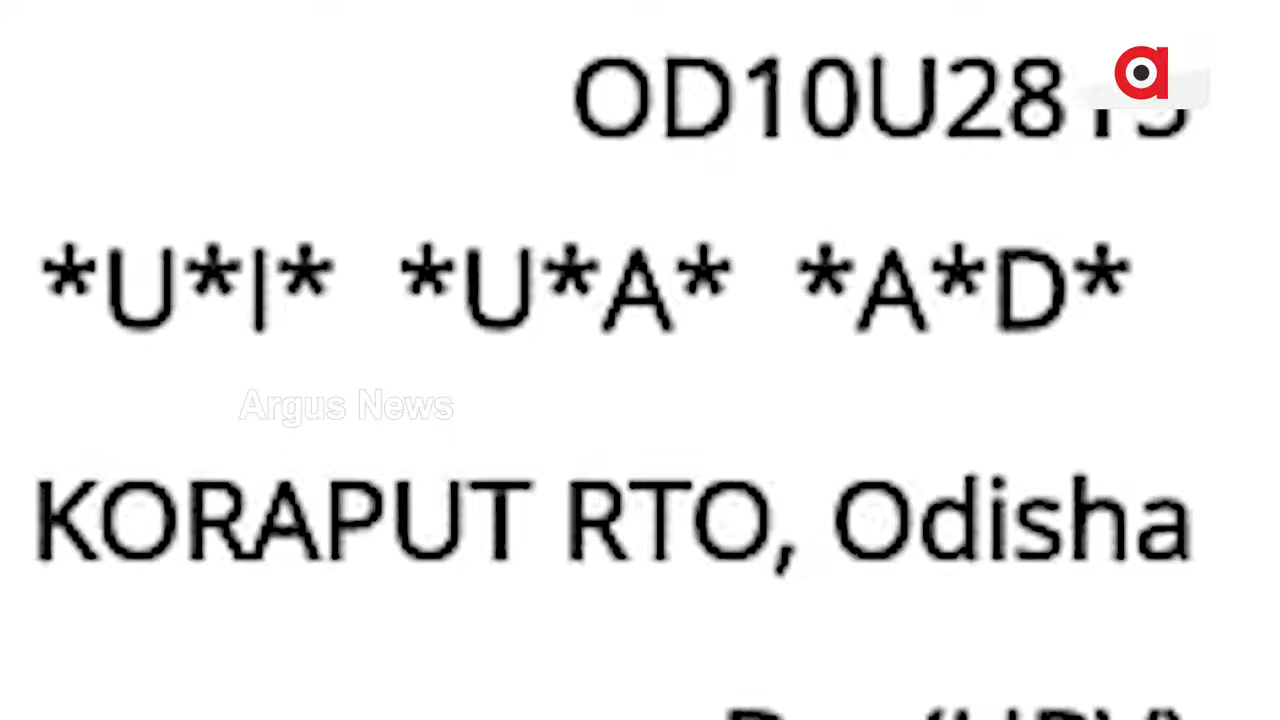 OD10U28
*U*I* *U*A* *A*D*
Argus News
KORAPUT RTO, Odisha